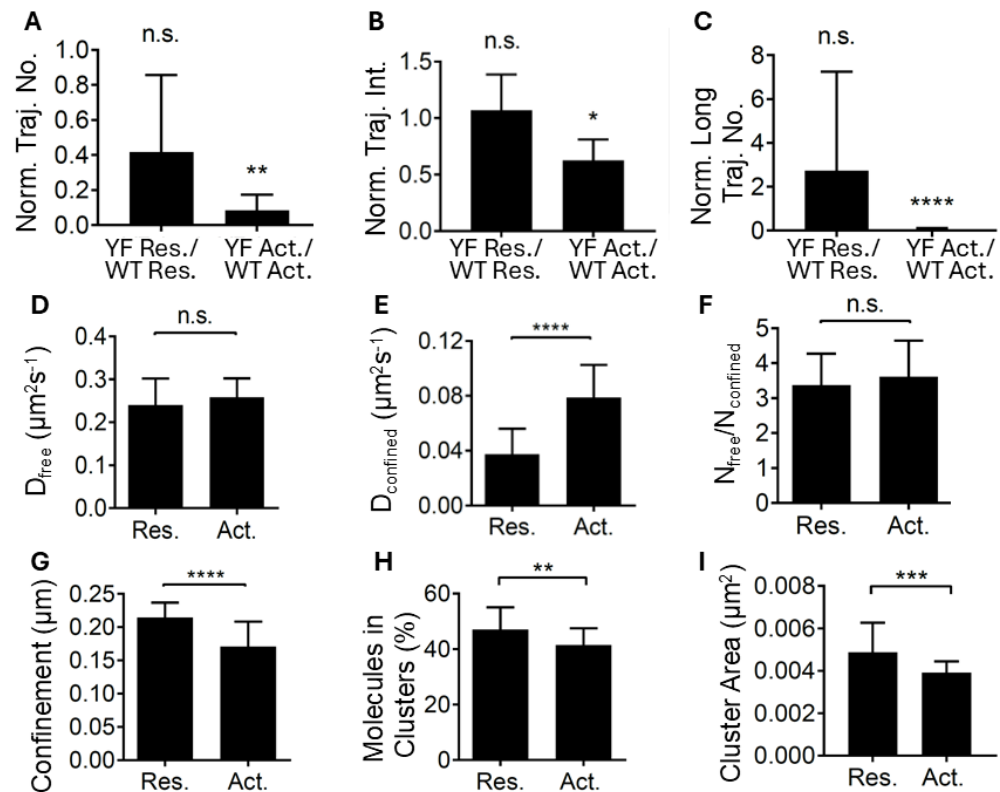 A
n.s.
Norm. Traj. No.
1.0
0.8
0.6
0.4
0.2
0.0
**
YF Res./
WT Res.
YF Act./
WT Act.
B
n.s.
Norm. Traj. Int.
1.5
1.0
0.5
0.0
*
YF Res./
WT Res.
YF Act./
WT Act.
C
n.s.
Norm. Long
Traj. No.
8
6
4
2
0
****
YF Res./
WT Res.
YF Act./
WT Act.
D
n.s.
Dfree (µm²s⁻¹)
0.4
0.3
0.2
0.1
0.0
Res.
Act.
E
****
Dconfined (µm²s⁻¹)
0.12
0.08
0.04
0.00
Res.
Act.
F
n.s.
Nfree/Nconfined
5
4
3
2
1
0
Res.
Act.
G
****
Confinement (µm)
0.25
0.20
0.15
0.10
0.05
0.00
Res.
Act.
H
**
Molecules in
Clusters (%)
60
40
20
0
Res.
Act.
I
***
Cluster Area (µm²)
0.008
0.006
0.004
0.002
0.000
Res.
Act.